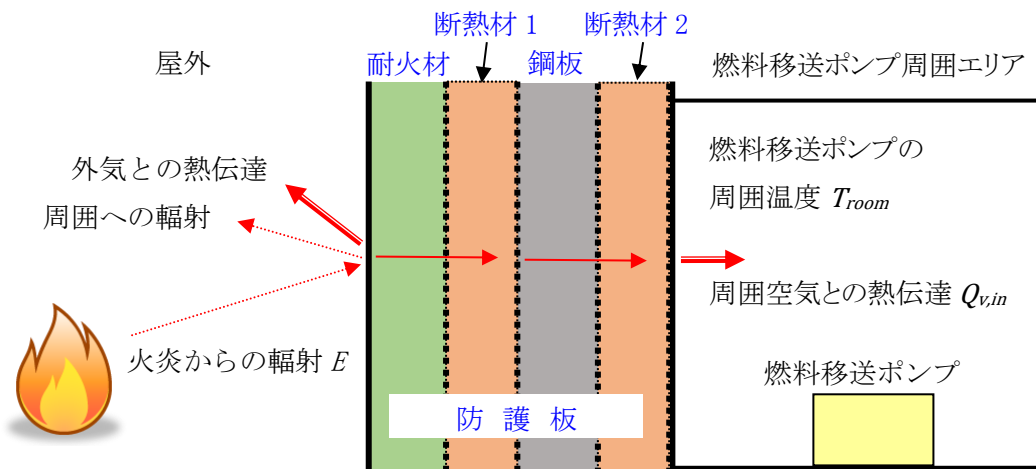 断熱材 1
断熱材 2
屋外
耐火材
鋼板
燃料移送ポンプ周囲エリア
外気との熱伝達
周囲への輻射
燃料移送ポンプの
周囲温度 Troom
周囲空気との熱伝達 Qv,in
火炎からの輻射 E
燃料移送ポンプ
防 護 板